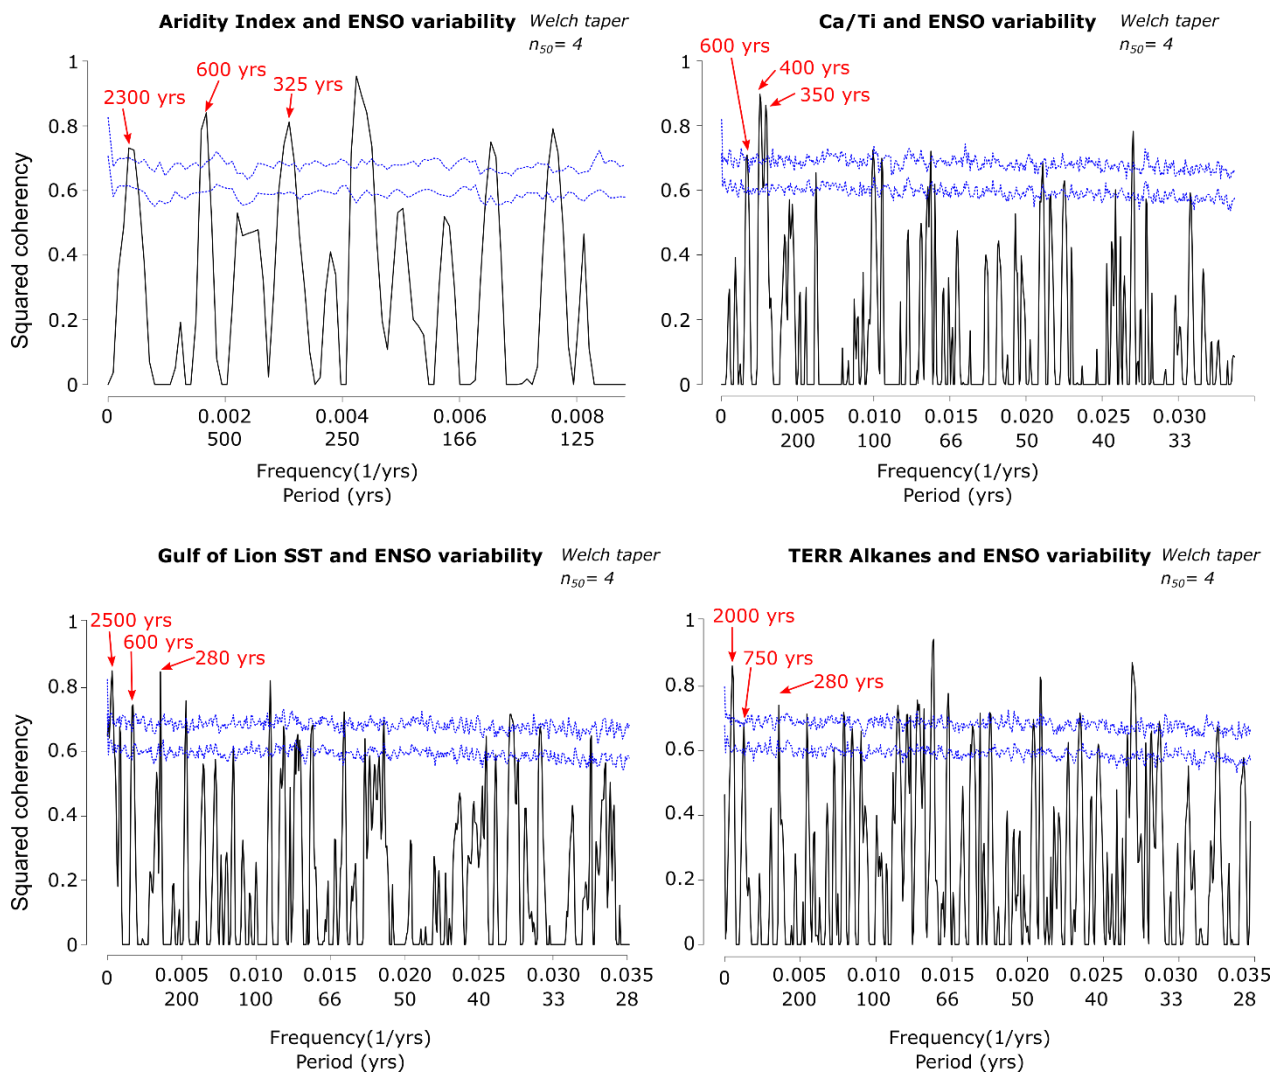 Aridity Index and ENSO variability
Welch taper
n50= 4
Squared coherency
1
0.8
0.6
0.4
0.2
0
2300 yrs
600 yrs
325 yrs
0 0.002 0.004 0.006 0.008
500 250 166 125
Frequency(1/yrs)
Period (yrs)
Ca/Ti and ENSO variability
Welch taper
n50= 4
600 yrs
400 yrs
350 yrs
1
0.8
0.6
0.4
0.2
0
0 0.005 0.010 0.015 0.020 0.025 0.030
200 100 66 50 40 33
Frequency(1/yrs)
Period (yrs)
Gulf of Lion SST and ENSO variability
Welch taper
n50= 4
Squared coherency
2500 yrs
600 yrs
280 yrs
1
0.8
0.6
0.4
0.2
0
0 0.005 0.010 0.015 0.020 0.025 0.030 0.035
200 100 66 50 40 33 28
Frequency(1/yrs)
Period (yrs)
TERR Alkanes and ENSO variability
Welch taper
n50= 4
2000 yrs
750 yrs
280 yrs
1
0.8
0.6
0.4
0.2
0
0 0.005 0.010 0.015 0.020 0.025 0.030 0.035
200 100 66 50 40 33 28
Frequency(1/yrs)
Period (yrs)